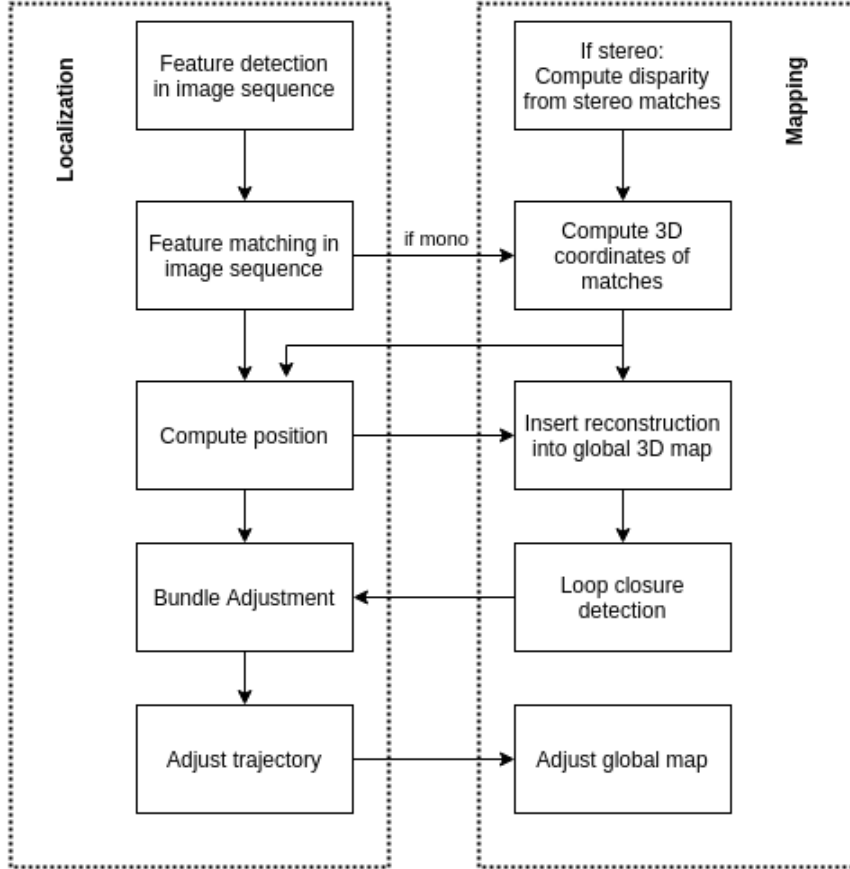 Localization
Feature detection
in image sequence
Feature matching in
image sequence
Compute position
Bundle Adjustment
Adjust trajectory
if mono
Mapping
If stereo:
Compute disparity
from stereo matches
Compute 3D
coordinates of
matches
Insert reconstruction
into global 3D map
Loop closure
detection
Adjust global map